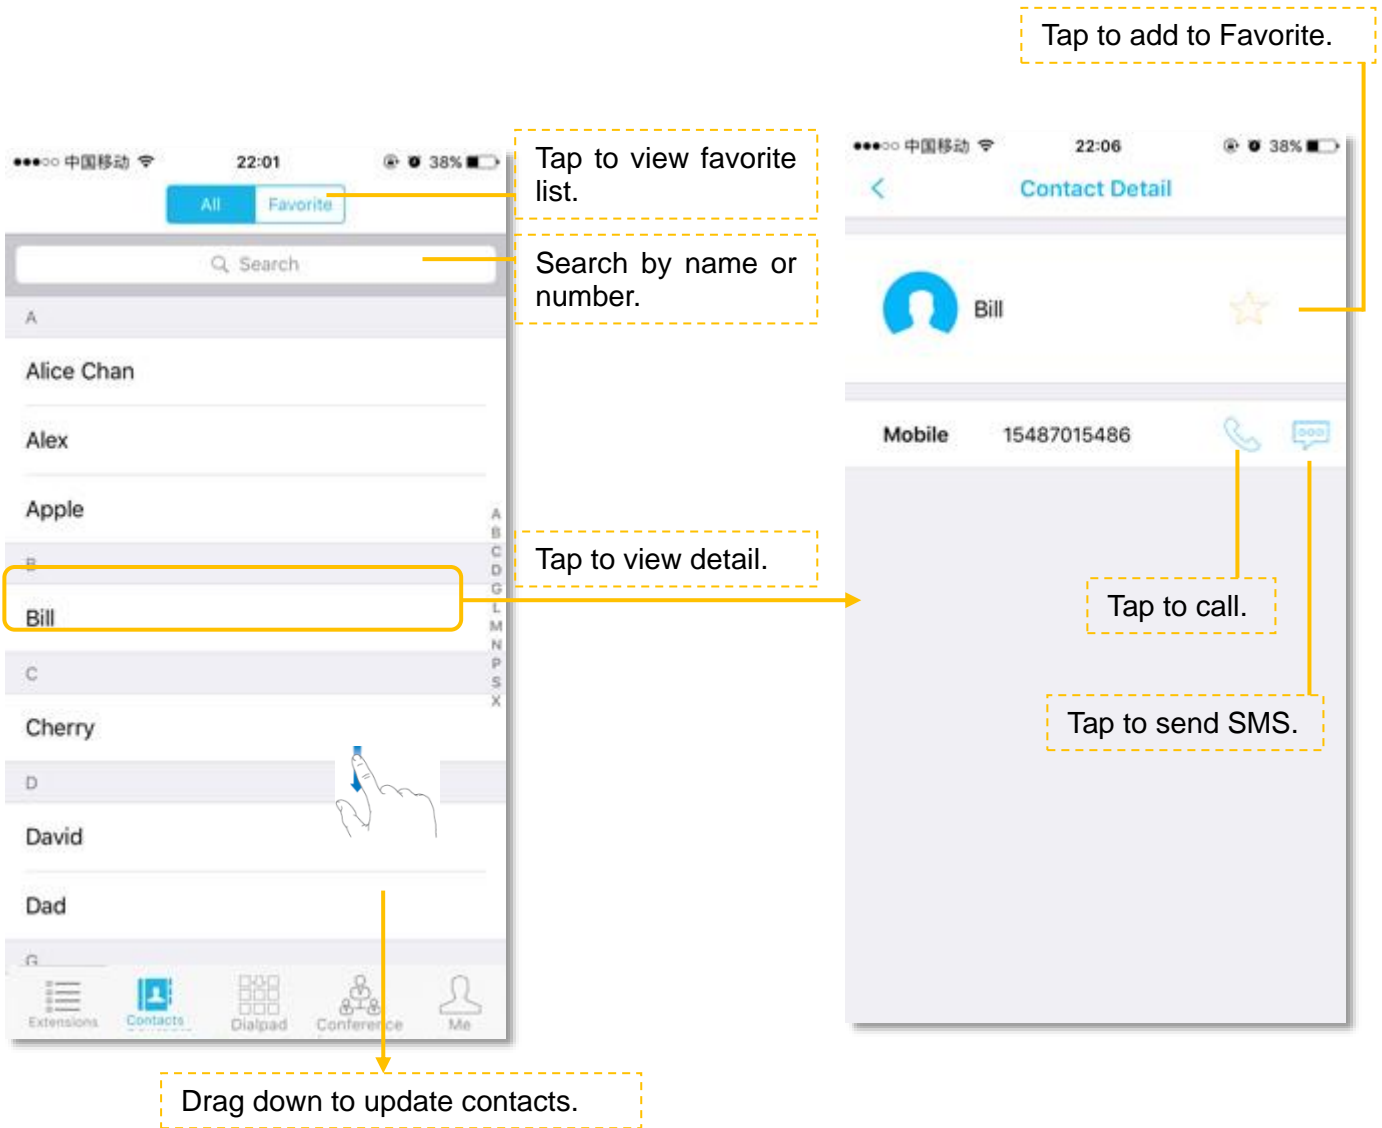 Tap to add to Favorite.
中国移动 22:01 38%
All Favorite
Search
A
Alice Chan
Alex
Apple
B
Bill
C
Cherry
D
David
Dad
G
A
B
C
D
G
L
M
N
P
S
X
Extensions Contacts Dialpad Conference Me
Tap to view favorite
list.
Search by name or
number.
Tap to view detail.
Drag down to update contacts.
中国移动 22:06 38%
Contact Detail
Bill
Mobile 15487015486
Tap to call.
Tap to send SMS.